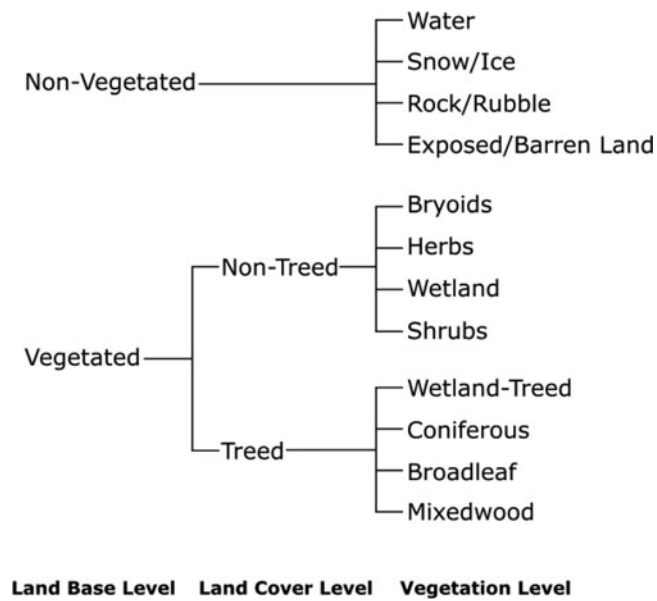 Water
Snow/Ice
Non-Vegetated
Rock/Rubble
Exposed/Barren Land
Bryoids
Herbs
Non-Treed
Wetland
Shrubs
Vegetated
Wetland-Treed
Coniferous
Treed
Broadleaf
Mixedwood
Land Base Level Land Cover Level Vegetation Level